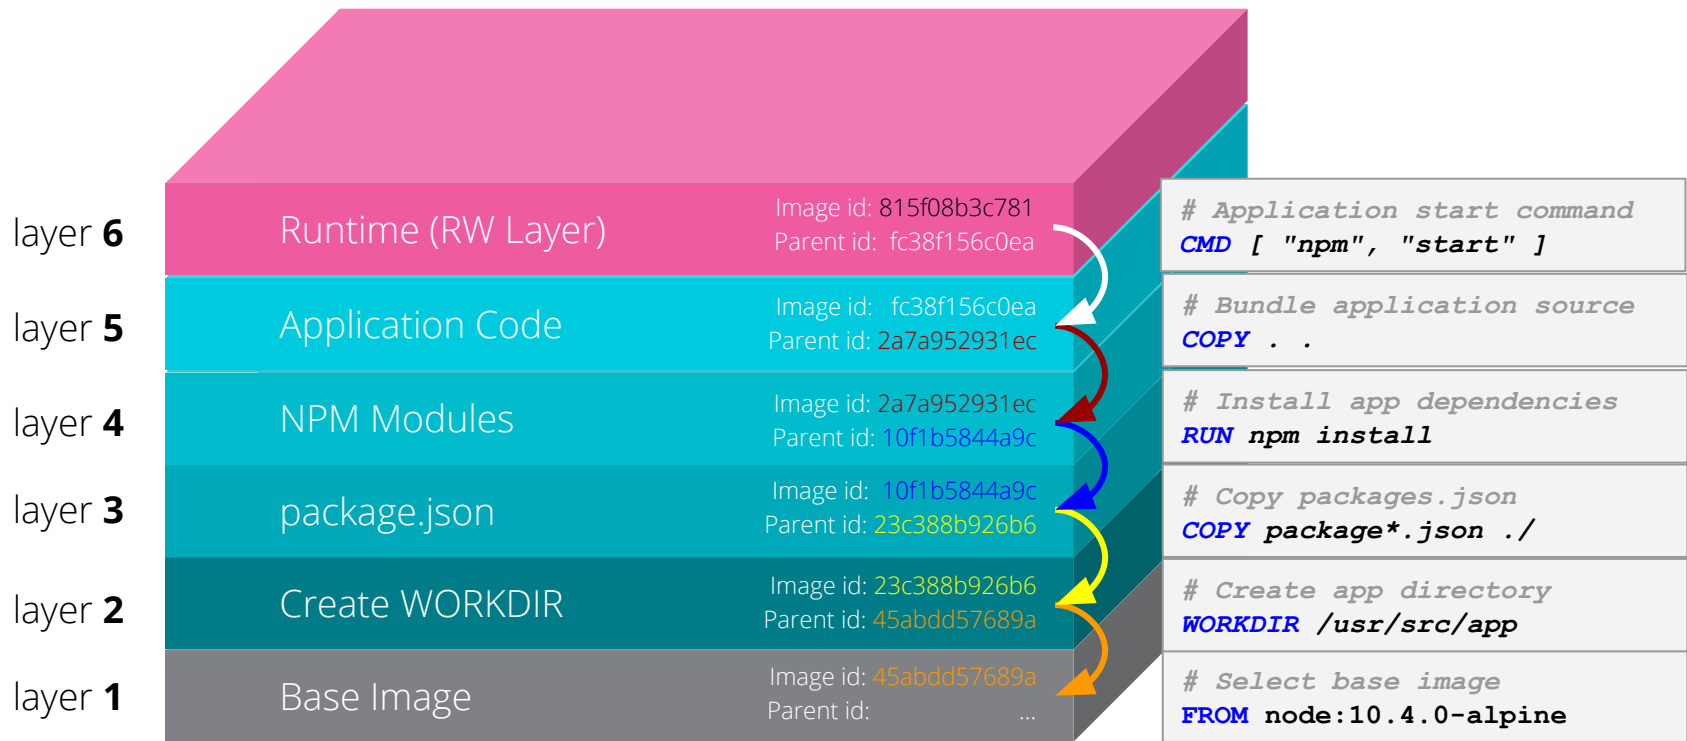 layer 6
Runtime (RW Layer)
Image id: 815f08b3c781
Parent id: fc38f156c0ea
# Application start command
CMD [ "npm", "start" ]
layer 5
Application Code
Image id: fc38f156c0ea
Parent id: 2a7a952931ec
# Bundle application source
COPY . .
layer 4
NPM Modules
Image id: 2a7a952931ec
Parent id: 10f1b5844a9c
# Install app dependencies
RUN npm install
layer 3
package.json
Image id: 10f1b5844a9c
Parent id: 23c388b926b6
# Copy packages.json
COPY package*.json ./
layer 2
Create WORKDIR
Image id: 23c388b926b6
Parent id: 45abdd57689a
# Create app directory
WORKDIR /usr/src/app
layer 1
Base Image
Image id: 45abdd57689a
Parent id: ...
# Select base image
FROM node:10.4.0-alpine